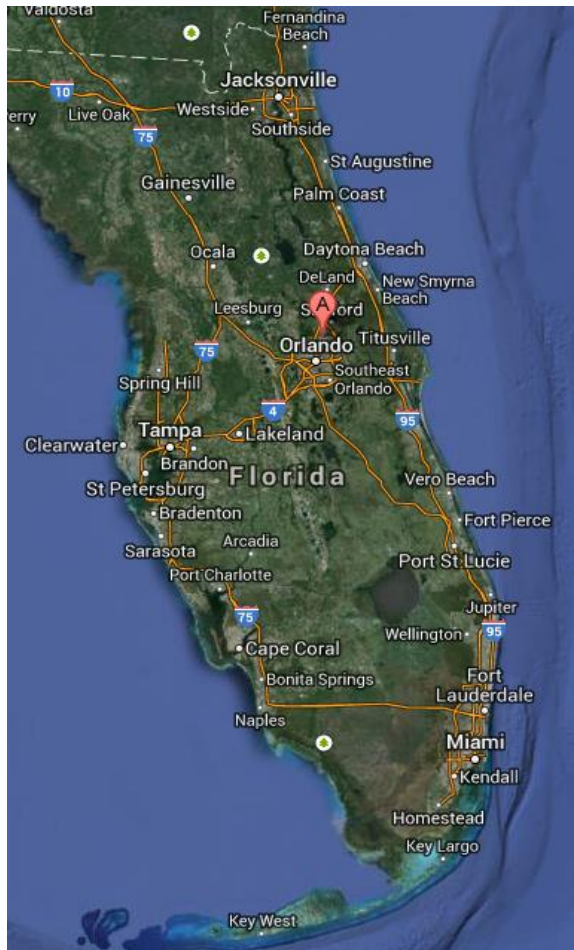 Valdosta
Fernandina
Beach
Jacksonville
10
Live Oak
Westside
erry
75
Southside
St Augustine
Gainesville
Palm Coast
Ocala
Daytona Beach
DeLand
New Smyrna
Beach
Leesburg
A
Titusville
75
Orlando
Spring Hill
Southeast
Orlando
4
95
Clearwater
Tampa
Lakeland
Brandon
Florida
St Petersburg
Vero Beach
Bradenton
Fort Pierce
Sarasota
Arcadia
Port St Lucie
Port Charlotte
Jupiter
75
Wellington
95
Cape Coral
Fort
Lauderdale
Bonita Springs
Naples
Miami
Kendall
Homestead
Key Largo
Key West